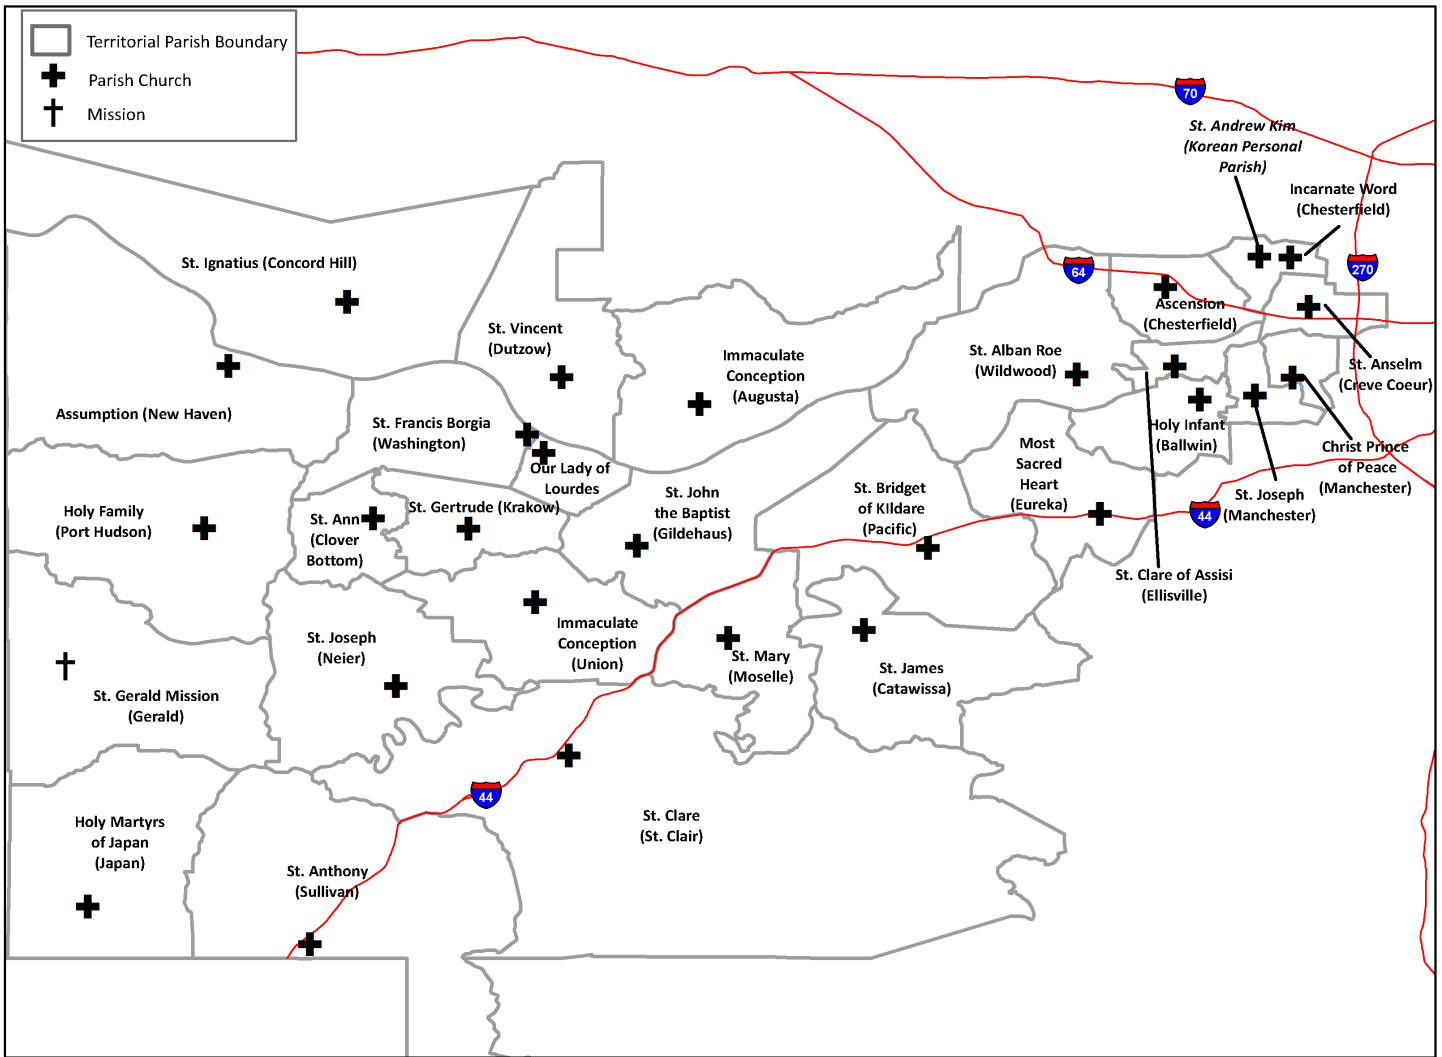 Territorial Parish Boundary
Parish Church
Mission
70
St. Andrew Kim
(Korean Personal
Parish)
Incarnate Word
(Chesterfield)
St. Ignatius (Concord Hill)
64
270
Ascension
(Chesterfield)
St. Vincent
(Dutzow)
Immaculate
Conception
(Augusta)
St. Alban Roe
(Wildwood)
St. Anselm
(Creve Coeur)
Assumption (New Haven)
St. Francis Borgia
(Washington)
Holy Infant
(Ballwin)
Our Lady of
Lourdes
Most
Sacred
Heart
(Eureka)
Christ Prince
of Peace
(Manchester)
St. John
the Baptist
(Gildehaus)
St. Bridget
of KIldare
(Pacific)
St. Joseph
(Manchester)
Holy Family
(Port Hudson)
St. Ann
(Clover
Bottom)
St. Gertrude (Krakow)
44
St. Clare of Assisi
(Ellisville)
Immaculate
Conception
(Union)
St. Joseph
(Neier)
St. Mary
(Moselle)
St. James
(Catawissa)
St. Gerald Mission
(Gerald)
44
St. Clare
(St. Clair)
Holy Martyrs
of Japan
(Japan)
St. Anthony
(Sullivan)